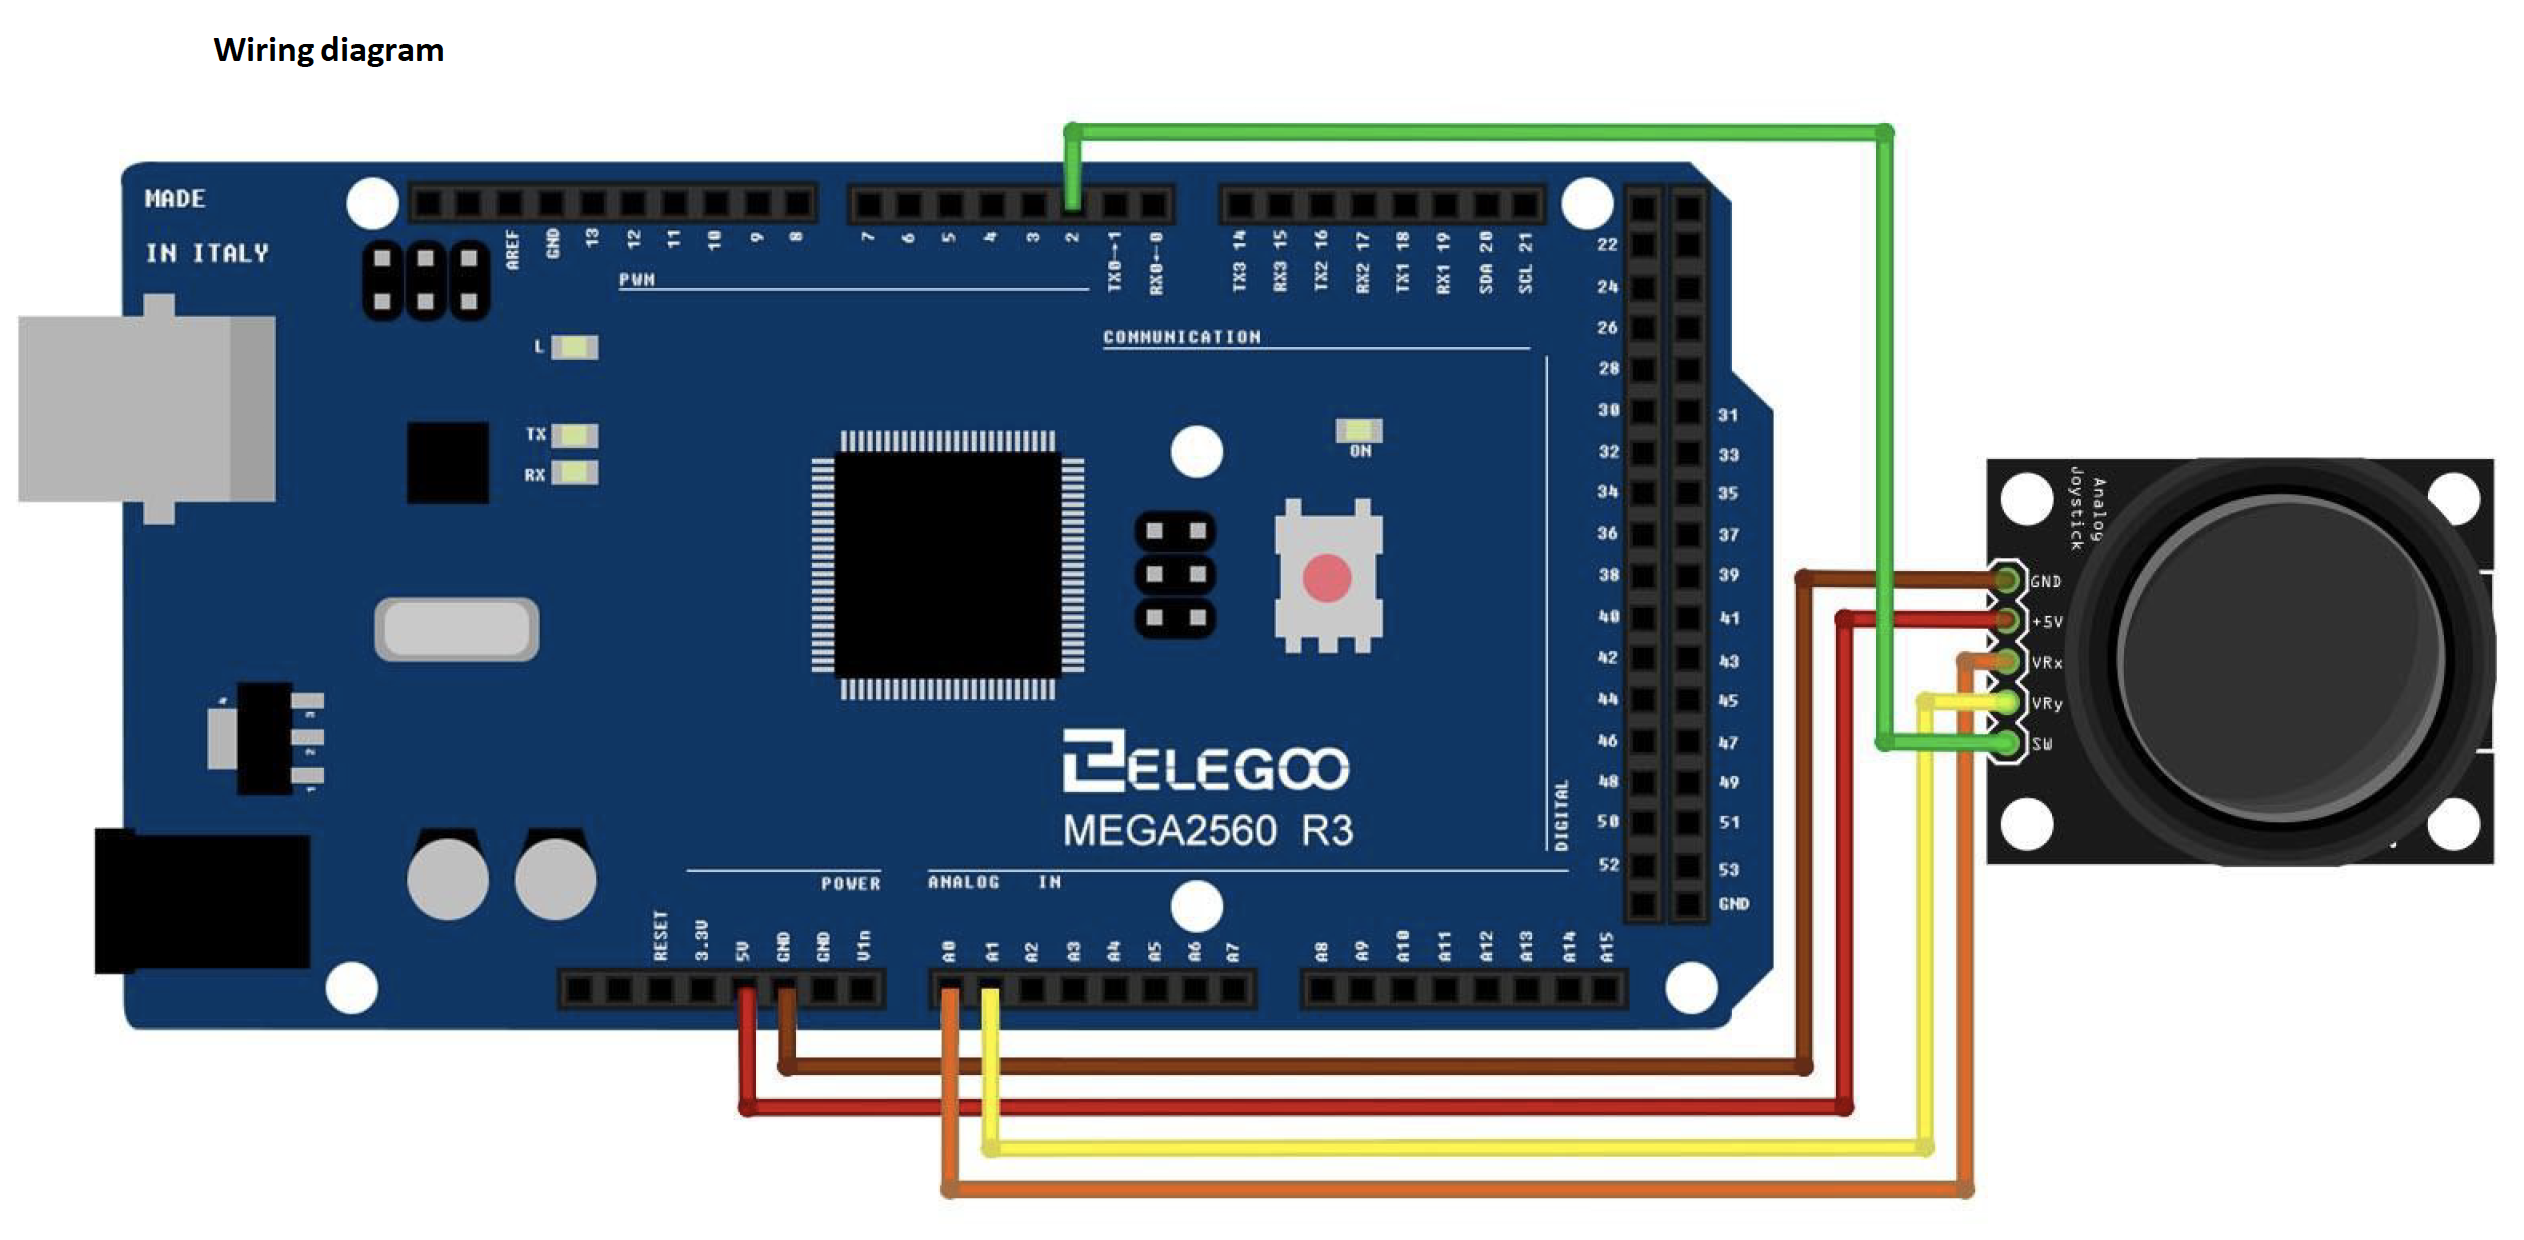 Wiring diagram
MADE
IN ITALY
AREF
GND
13
12
11
10
9
8
7
6
5
4
3
2
TX0→1
RX0←0
TX3 14
RX3 15
TX2 16
RX2 17
TX1 18
RX1 19
SDA 20
SCL 21
PWM
COMMUNICATION
L
TX
RX
ON
22
24
26
28
30
31
32
33
34
35
36
37
38
39
40
41
42
43
44
45
46
47
48
49
50
51
52
53
GND
DIGITAL
4
3
2
1
ELEGOO
MEGA2560 R3
POWER
ANALOG IN
RESET
3.3V
5V
GND
GND
Vin
A0
A1
A2
A3
A4
A5
A6
A7
A8
A9
A10
A11
A12
A13
A14
A15
Analog
Joystick
GND
+5V
VRx
VRy
SW